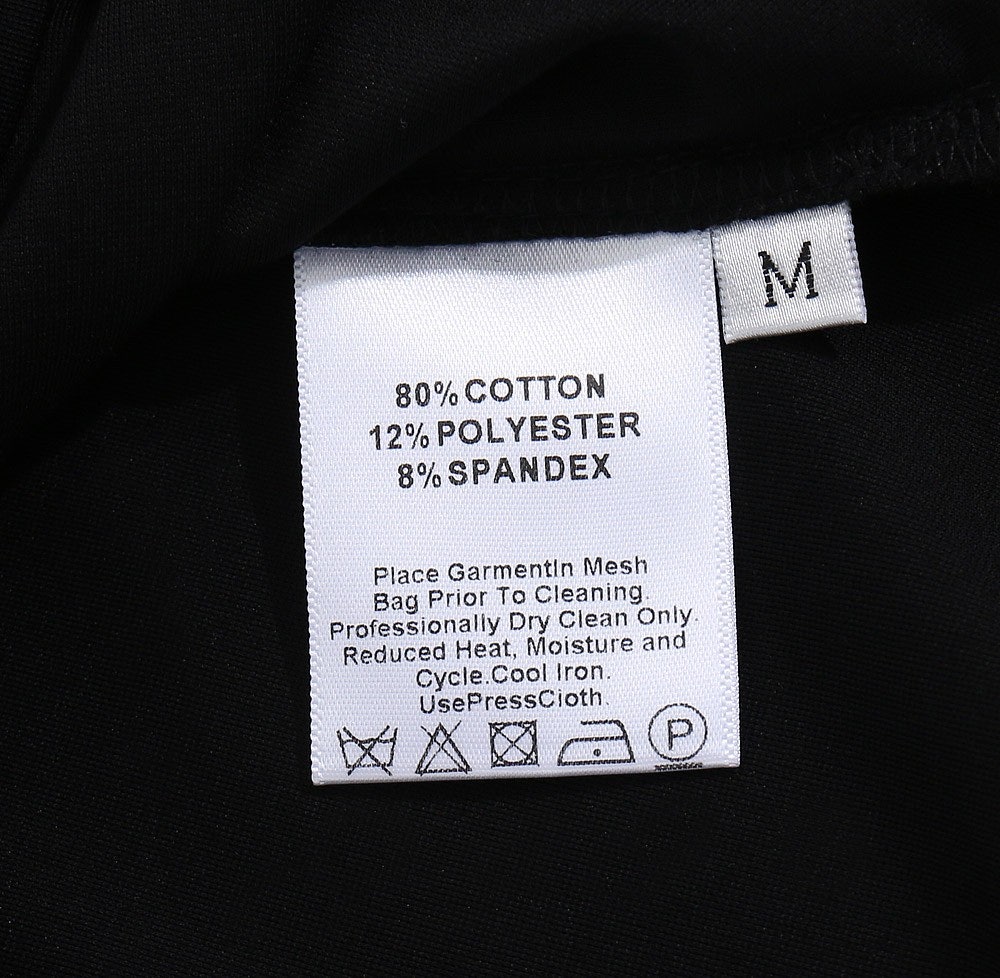 M
80% COTTON
12% POLYESTER
8% SPANDEX
Place GarmentIn Mesh
Bag Prior To Cleaning.
Professionally Dry Clean Only.
Reduced Heat, Moisture and
Cycle.Cool Iron.
UsePressCloth.
P